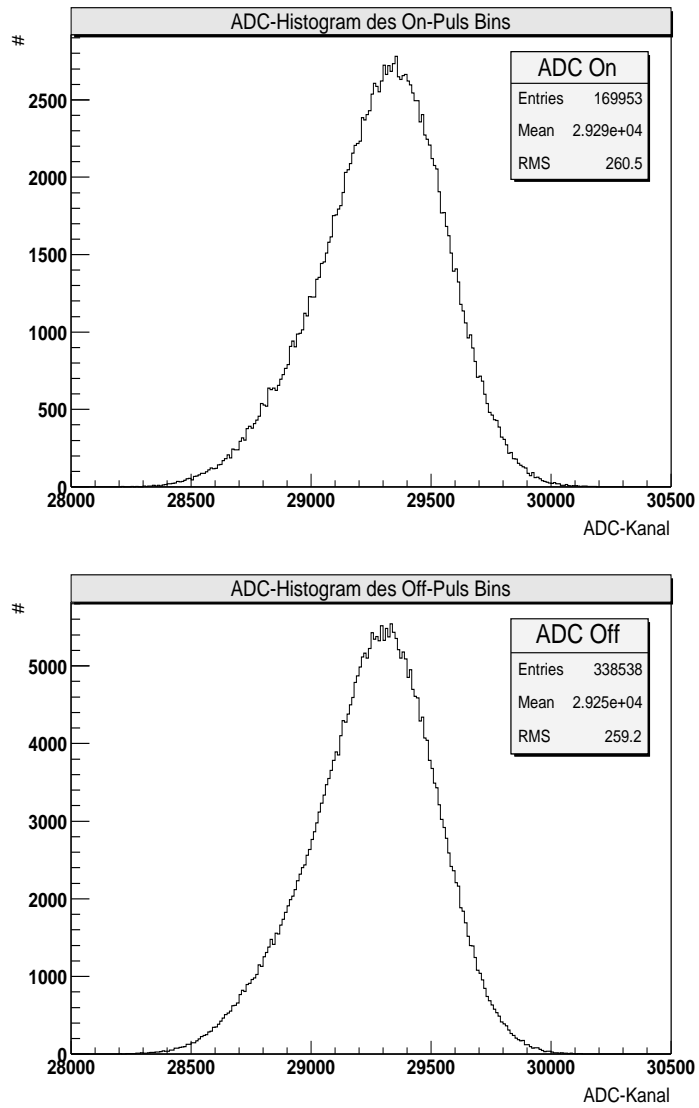 ADC-Histogram des On-Puls Bins
#
ADC On
Entries 169953
Mean 2.929e+04
RMS 260.5
2500
2000
1500
1000
500
0
28000 28500 29000 29500 30000 30500
ADC-Kanal
ADC-Histogram des Off-Puls Bins
#
ADC Off
Entries 338538
Mean 2.925e+04
RMS 259.2
5000
4000
3000
2000
1000
0
28000 28500 29000 29500 30000 30500
ADC-Kanal